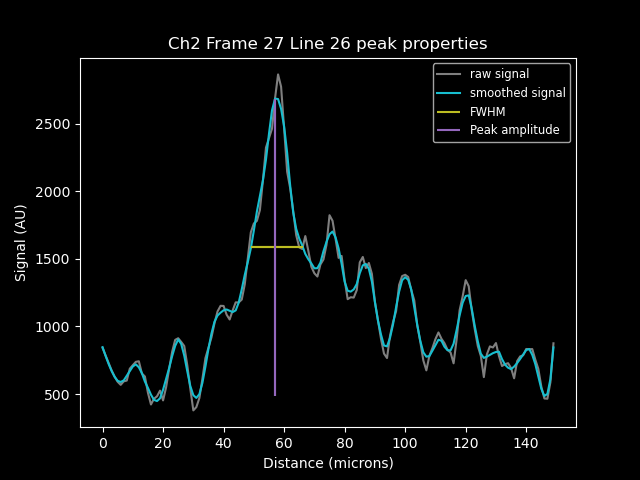 Ch2 Frame 27 Line 26 peak properties
raw signal
smoothed signal
FWHM
Peak amplitude
Signal (AU)
2500
2000
1500
1000
500
0 20 40 60 80 100 120 140
Distance (microns)